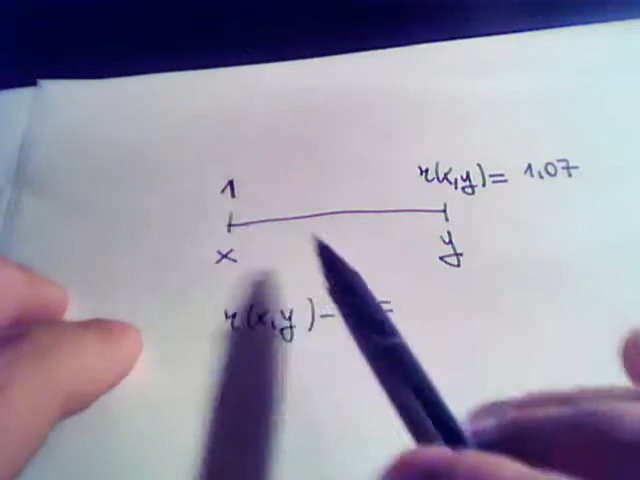 1 r(x,y) = 1,07
x y
r(x,y) - =